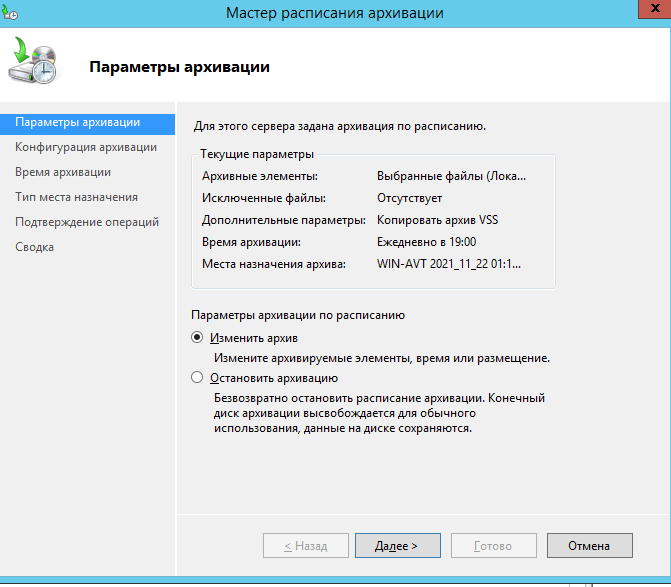 Мастер расписания архивации
x
Параметры архивации
Параметры архивации
Конфигурация архивации
Время архивации
Тип места назначения
Подтверждение операций
Сводка
Для этого сервера задана архивация по расписанию.
Текущие параметры
Архивные элементы: Выбранные файлы (Лока...
Исключенные файлы: Отсутствует
Дополнительные параметры: Копировать архив VSS
Время архивации: Ежедневно в 19:00
Места назначения архива: WIN-AVT 2021_11_22 01:1...
Параметры архивации по расписанию
Изменить архив
Измените архивируемые элементы, время или размещение.
Остановить архивацию
Безвозвратно остановить расписание архивации. Конечный
диск архивации высвобождается для обычного
использования, данные на диске сохраняются.
< Назад Далее > Готово Отмена